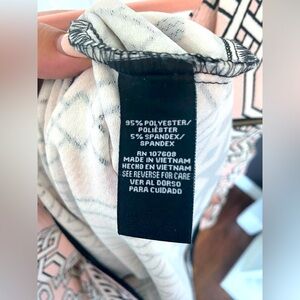 95% POLYESTER/
POLIÉSTER
5% SPANDEX/
SPANDEX
RN 107609
MADE IN VIETNAM
HECHO EN VIETNAM
SEE REVERSE FOR CARE
VER AL DORSO
PARA CUIDADO